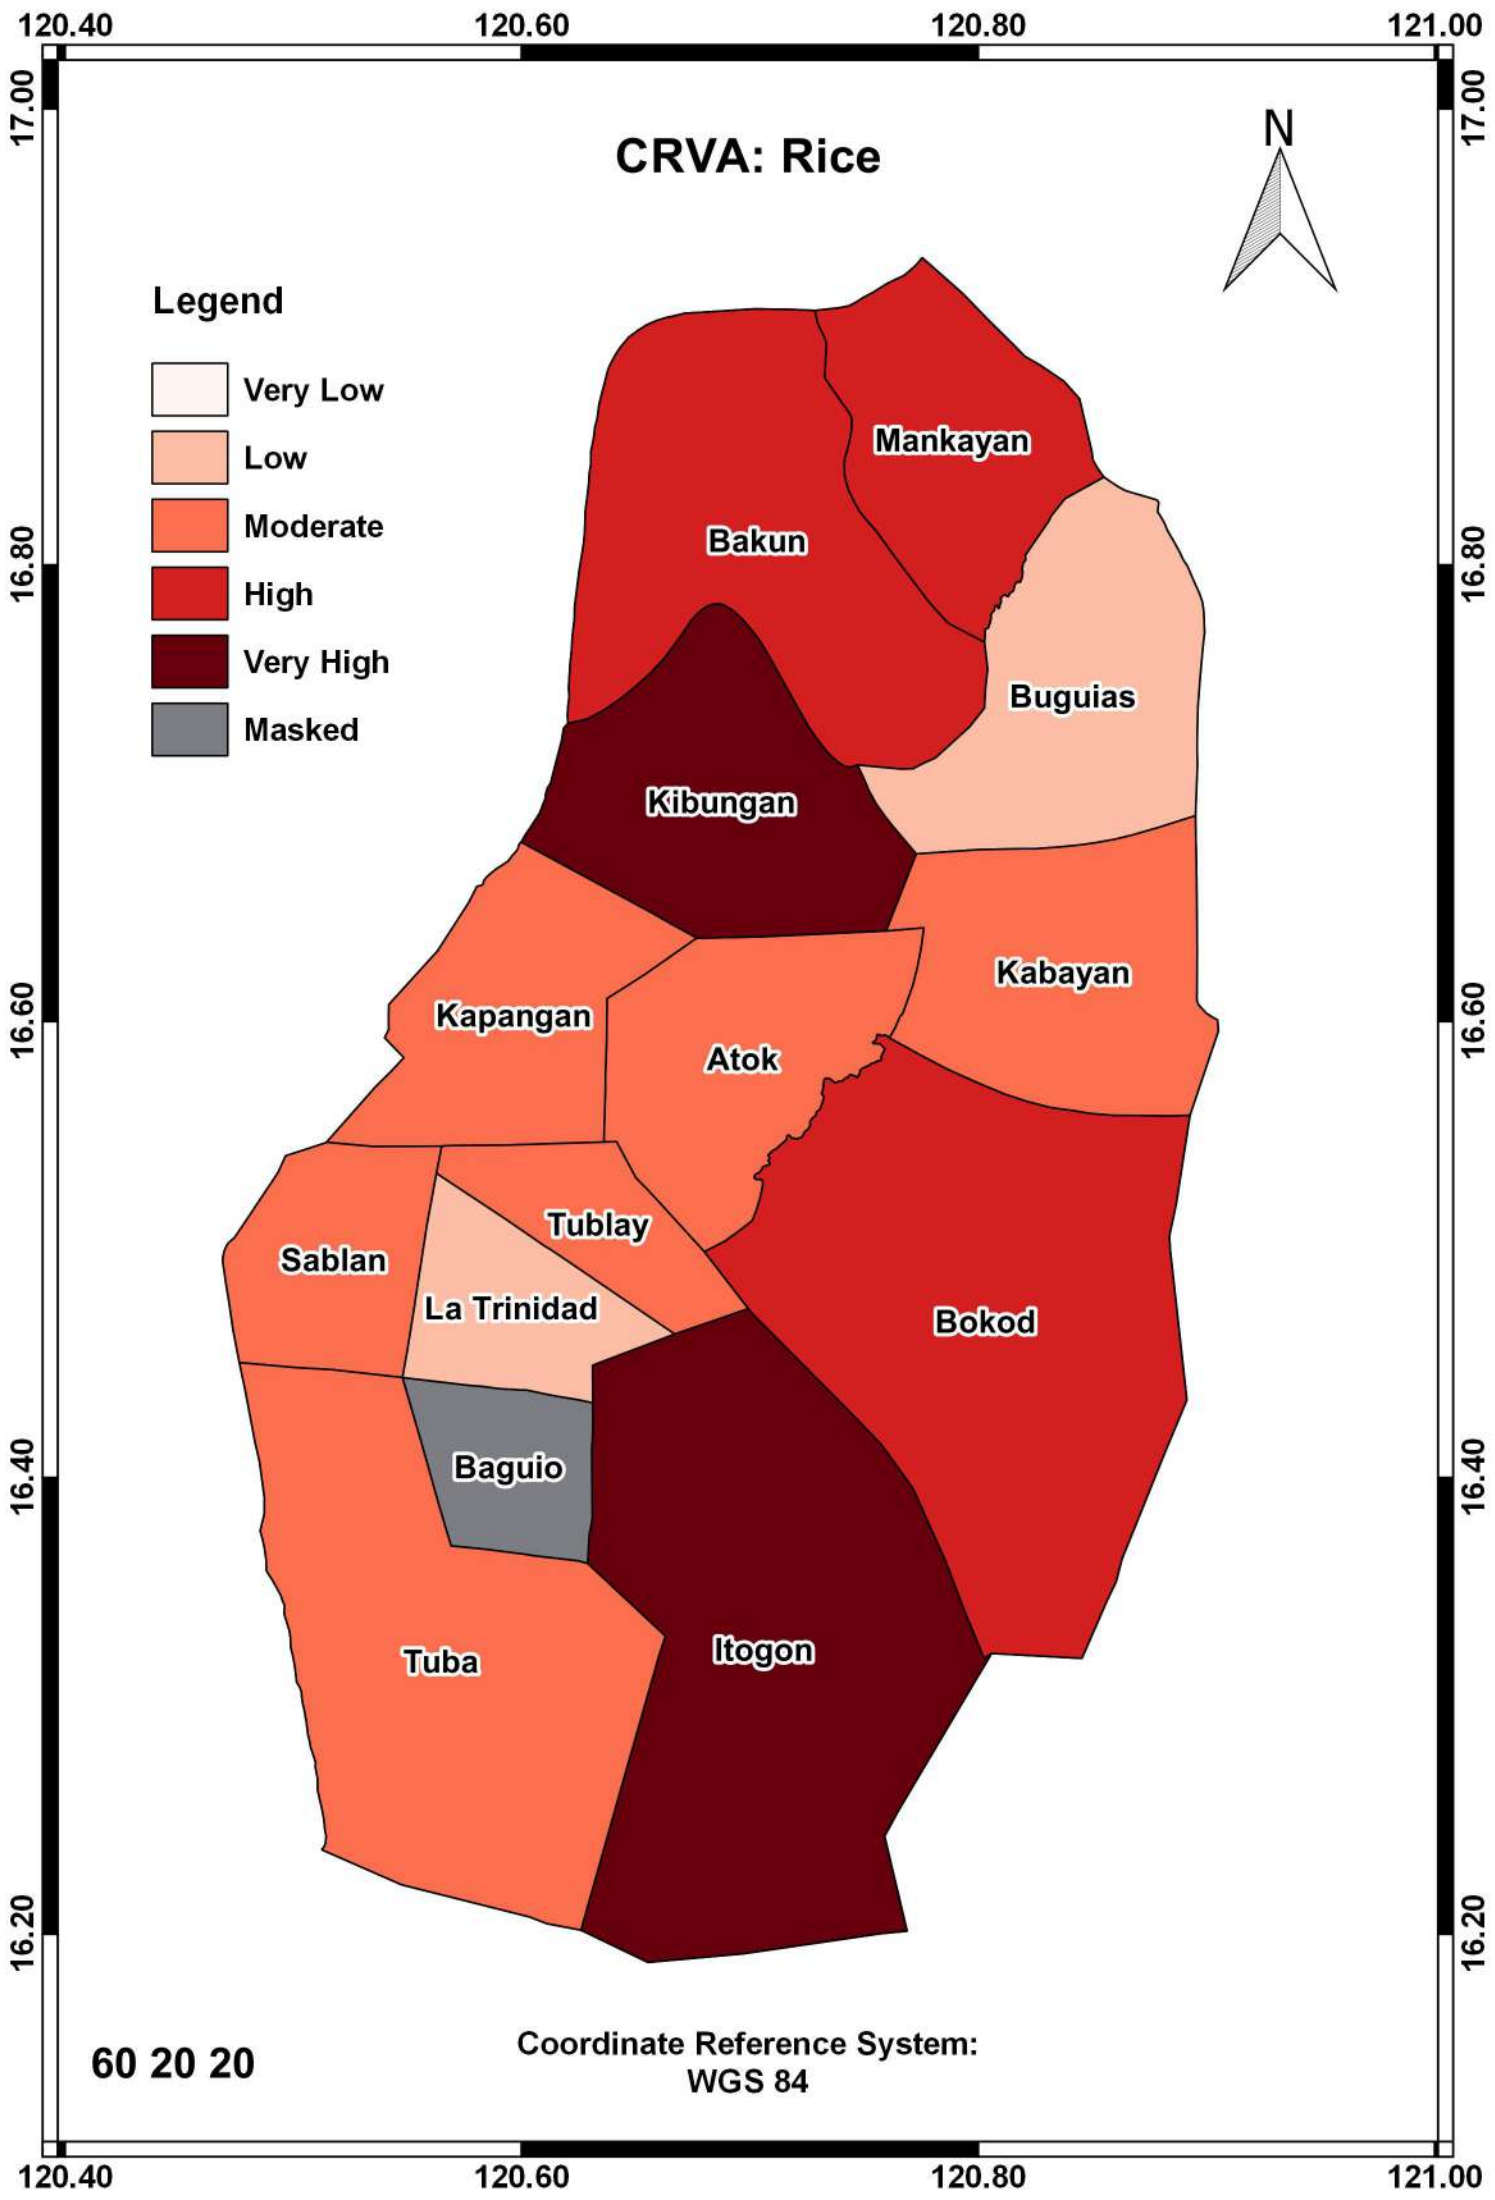 120.40 120.60 120.80 121.00
17.00 17.00
N
CRVA: Rice
Legend
Very Low
Low
Moderate
High
Very High
Masked
Mankayan
Bakun
16.80 16.80
Buguias
Kibungan
Kabayan
Kapangan
16.60 16.60
Atok
Tublay
Sablan
La Trinidad
Bokod
Baguio
16.40 16.40
Itogon
Tuba
16.20 16.20
Coordinate Reference System:
WGS 84
60 20 20
120.40 120.60 120.80 121.00